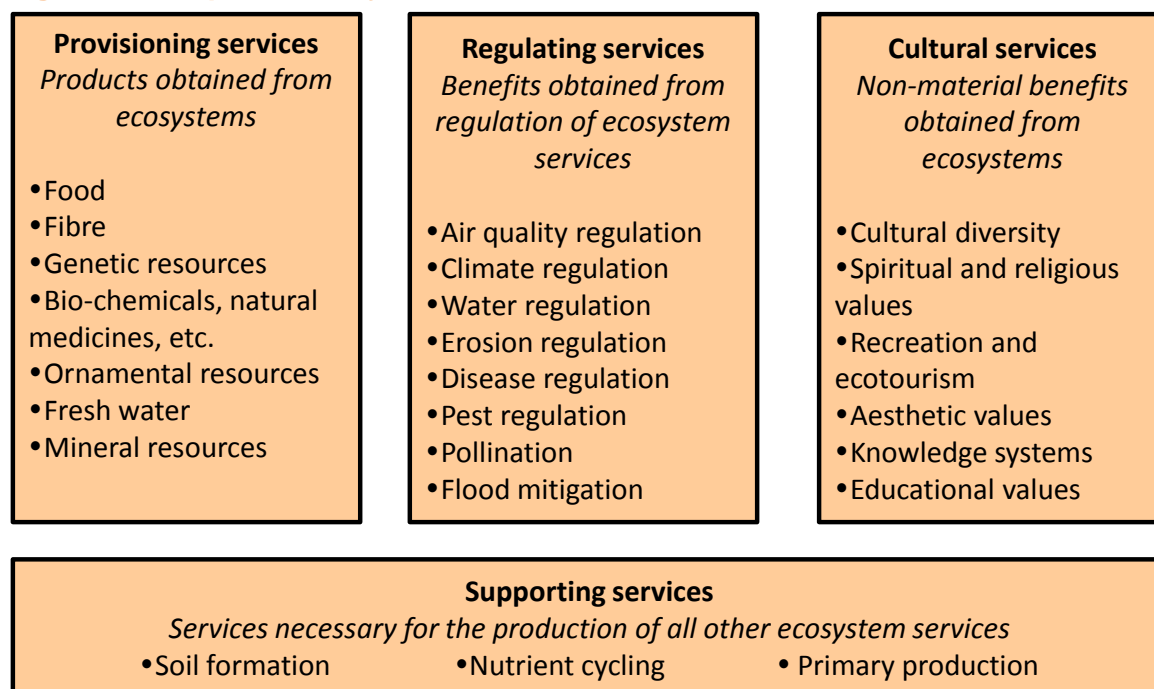 Provisioning services
Products obtained from
ecosystems
•Food
•Fibre
•Genetic resources
•Bio-chemicals, natural
medicines, etc.
•Ornamental resources
•Fresh water
•Mineral resources
Regulating services
Benefits obtained from
regulation of ecosystem
services
•Air quality regulation
•Climate regulation
•Water regulation
•Erosion regulation
•Disease regulation
•Pest regulation
•Pollination
•Flood mitigation
Cultural services
Non-material benefits
obtained from
ecosystems
•Cultural diversity
•Spiritual and religious
values
•Recreation and
ecotourism
•Aesthetic values
•Knowledge systems
•Educational values
Supporting services
Services necessary for the production of all other ecosystem services
•Soil formation •Nutrient cycling • Primary production